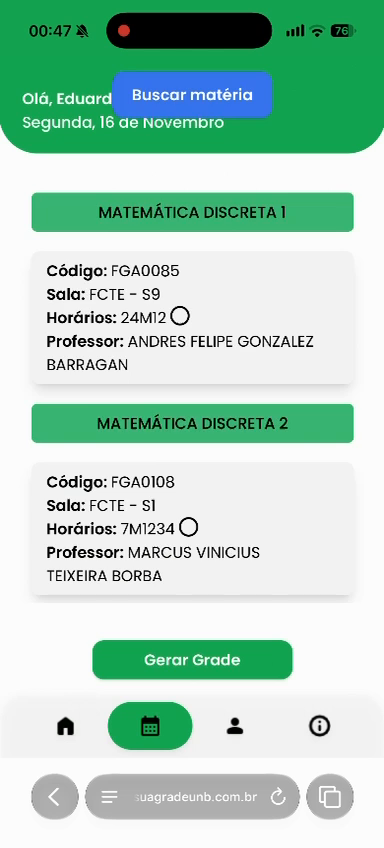 00:47
76
Olá, Eduard
Buscar matéria
Segunda, 16 de Novembro
MATEMÁTICA DISCRETA 1
Código: FGA0085
Sala: FCTE - S9
Horários: 24M12
Professor: ANDRES FELIPE GONZALEZ
BARRAGAN
MATEMÁTICA DISCRETA 2
Código: FGA0108
Sala: FCTE - S1
Horários: 7M1234
Professor: MARCUS VINICIUS
TEIXEIRA BORBA
Gerar Grade
suagradeunb.com.br